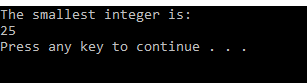 The smallest integer is:
25
Press any key to continue . . .